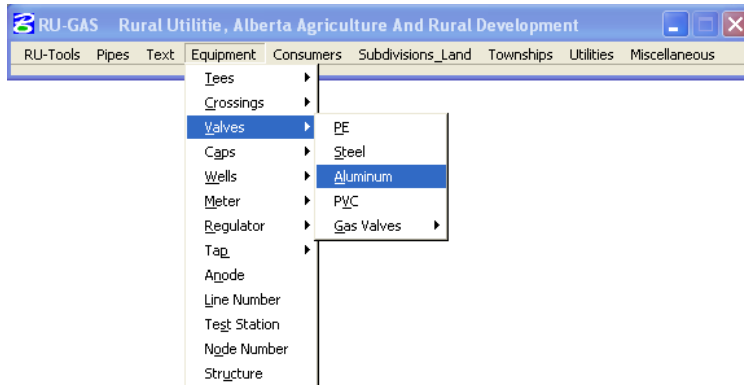 RU-GAS Rural Utilitie, Alberta Agriculture And Rural Development
RU-Tools Pipes Text Equipment Consumers Subdivisions_Land Townships Utilities Miscellaneous
Tees
Crossings
Valves
Caps
Wells
Meter
Regulator
Tap
Anode
Line Number
Test Station
Node Number
Structure
PE
Steel
Aluminum
PVC
Gas Valves